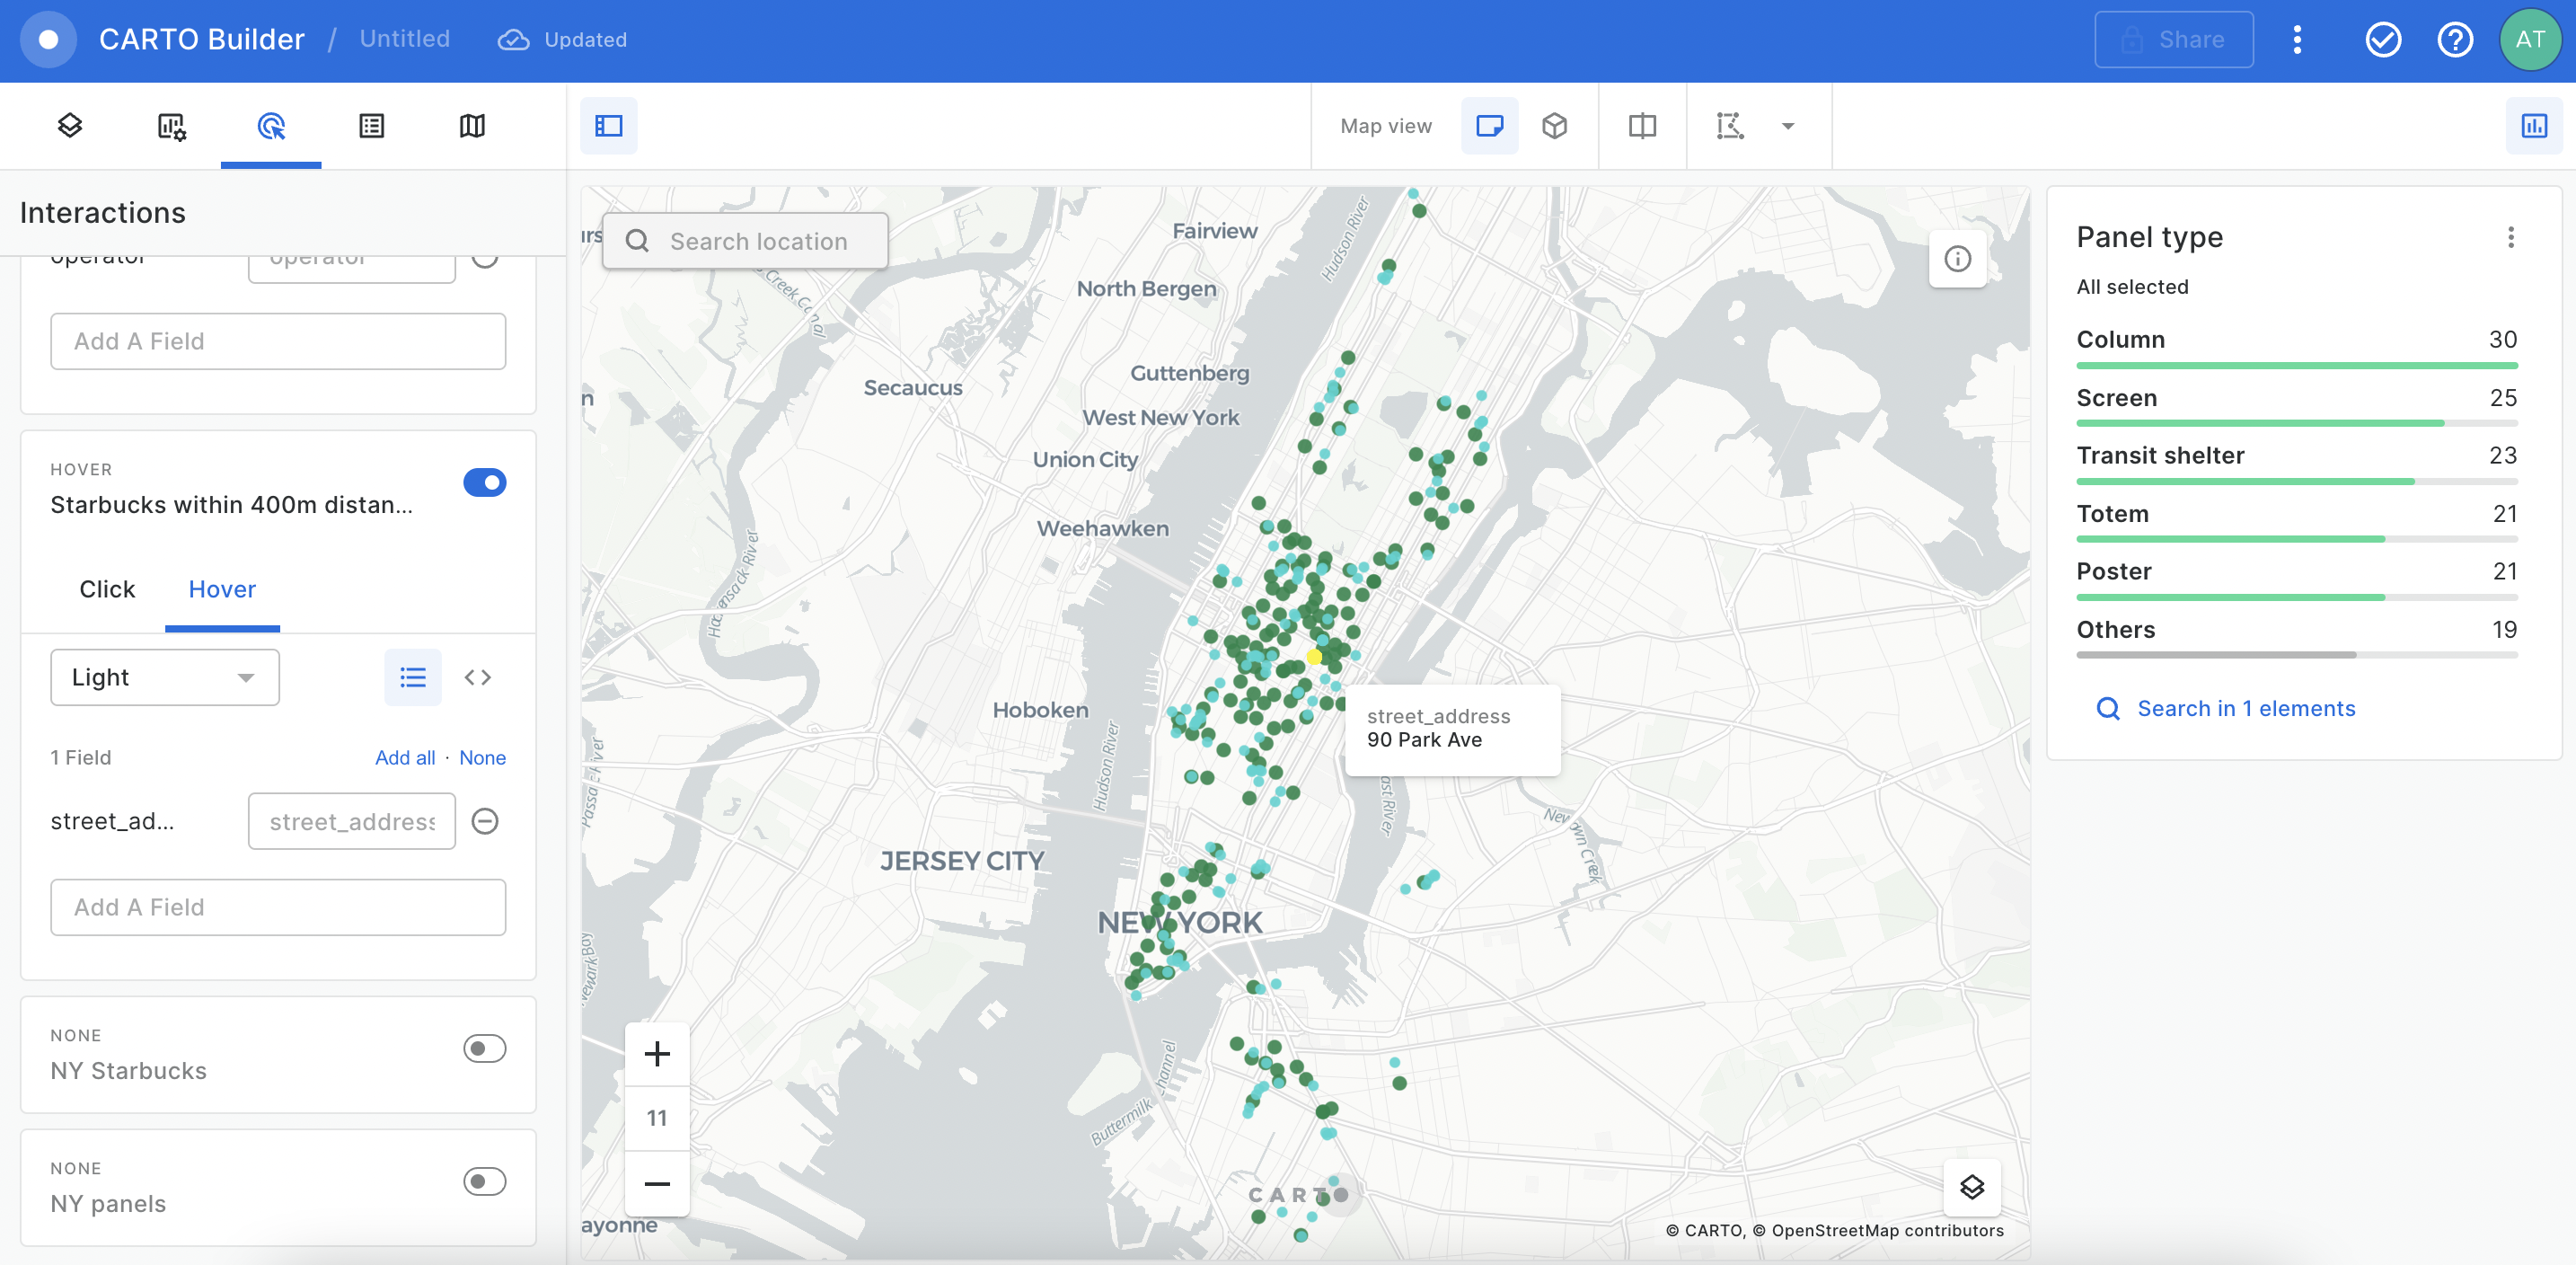 CARTO Builder / Untitled Updated
Share
AT
Map view
Interactions
operator operator
Add A Field
HOVER
Starbucks within 400m distan...
Click Hover
Light
1 Field Add all · None
street_ad... street_address
Add A Field
NONE
NY Starbucks
NONE
NY panels
Search location
Fairview
Hudson River
North Bergen
Creek Canal
Guttenberg
Secaucus
West New York
Union City
Weehawken
Hackensack River
Hoboken
Hudson River
street_address
90 Park Ave
JERSEY CITY
NEW YORK
11
Buttermilk
ayonne
CARTO
© CARTO, © OpenStreetMap contributors
Panel type
All selected
Column 30
Screen 25
Transit shelter 23
Totem 21
Poster 21
Others 19
Search in 1 elements